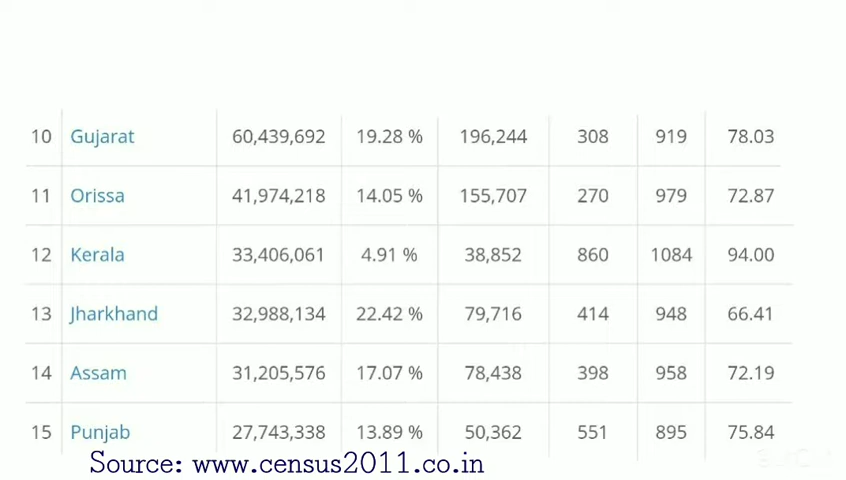 10 Gujarat 60,439,692 19.28 % 196,244 308 919 78.03
11 Orissa 41,974,218 14.05 % 155,707 270 979 72.87
12 Kerala 33,406,061 4.91 % 38,852 860 1084 94.00
13 Jharkhand 32,988,134 22.42 % 79,716 414 948 66.41
14 Assam 31,205,576 17.07 % 78,438 398 958 72.19
15 Punjab 27,743,338 13.89 % 50,362 551 895 75.84
Source: www.census2011.co.in